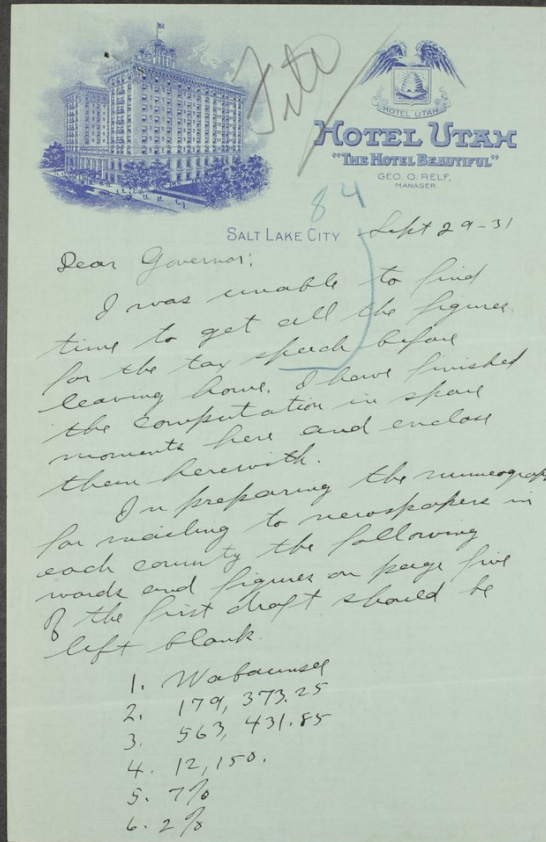 File
HOTEL UTAH
HOTEL UTAH
"THE HOTEL BEAUTIFUL"
GEO. O. RELF,
MANAGER
84
SALT LAKE CITY Sept 29-31
Dear Governor:
I was unable to find
time to get all the figures
for the tax speech before
leaving home. I have finished
the computation in spare
moments here and enclose
them herewith.
In preparing the mimeograph
for mailing to newspapers in
each county the following
words and figures on page five
of the first draft should be
left blank.
1. Wabaunsee
2. 179,373.25
3. 563,431.85
4. 12,150.
5. 7%
6. 2%